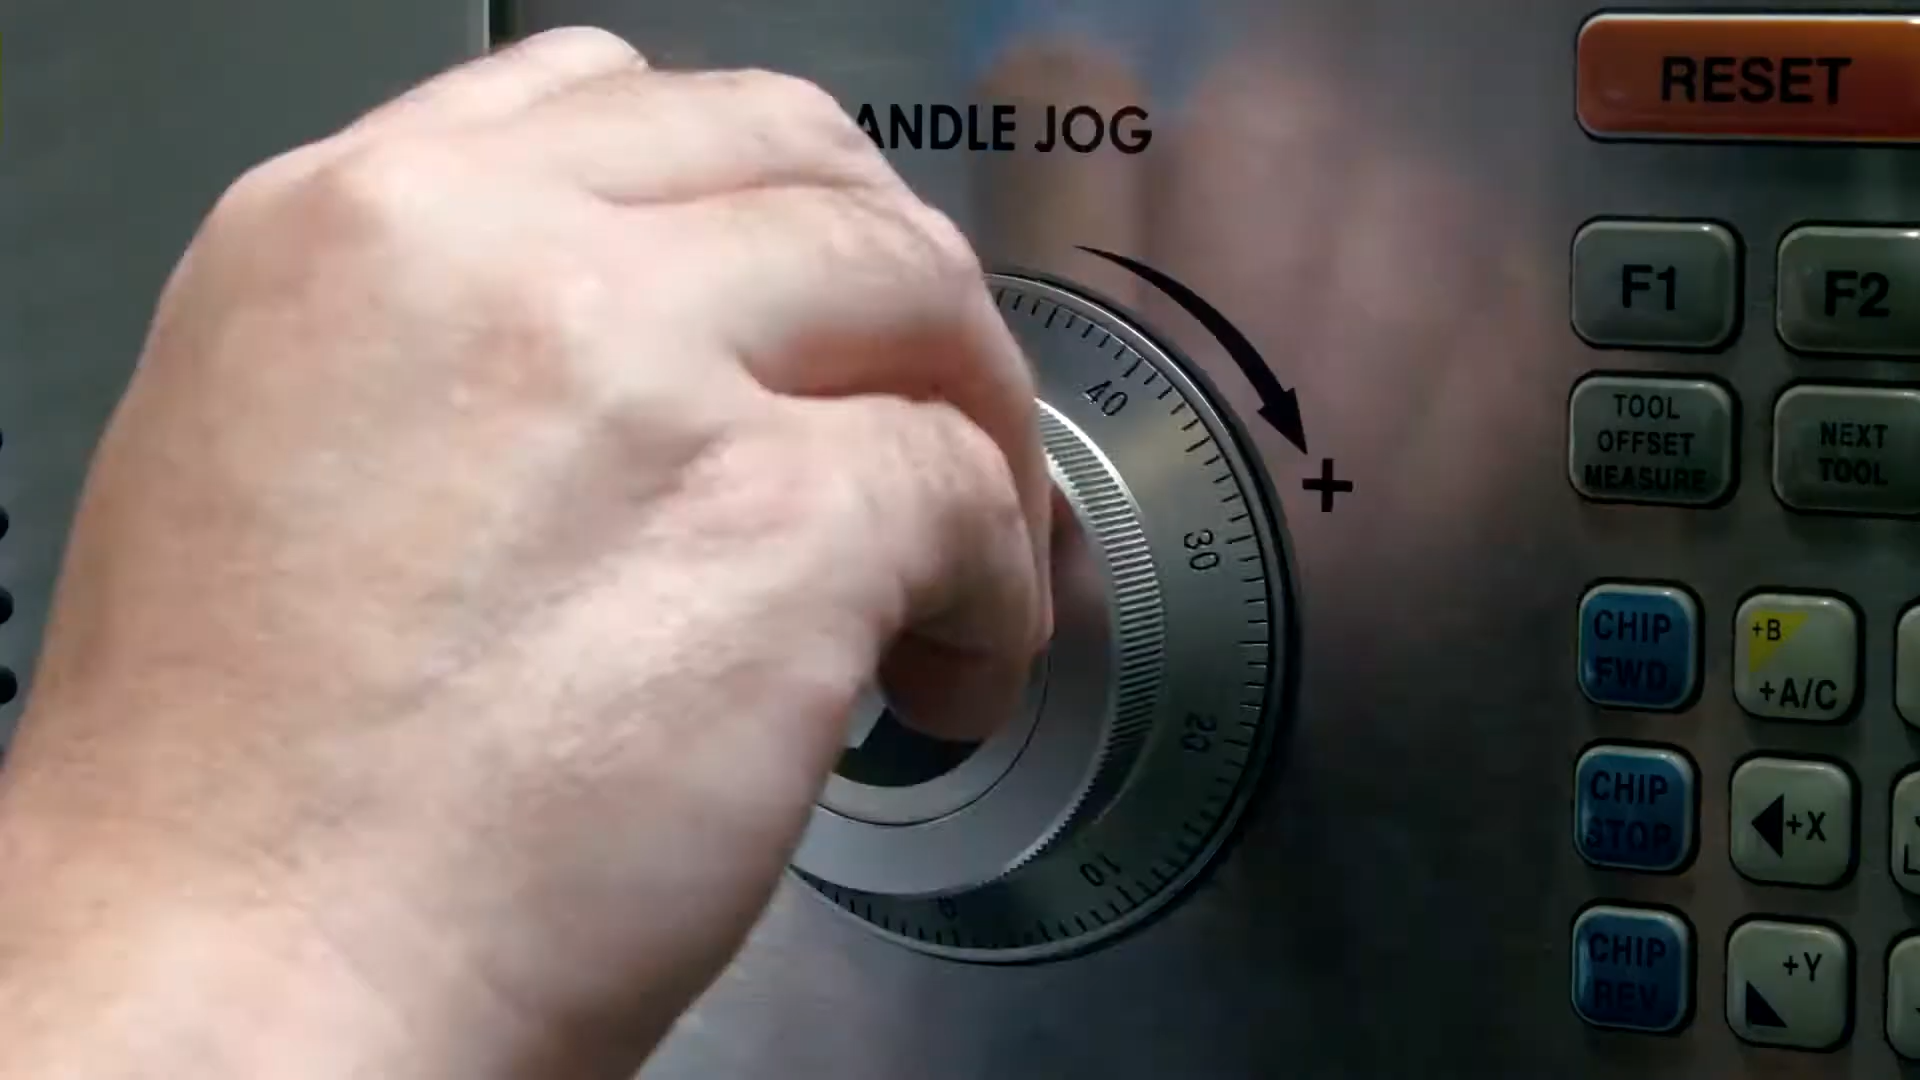 ANDLE JOG
RESET
F1
F2
TOOL
OFFSET
MEASURE
NEXT
TOOL
+
40
30
20
10
0
CHIP
FWD
+B
+A/C
CHIP
STOP
+X
CHIP
REV
+Y